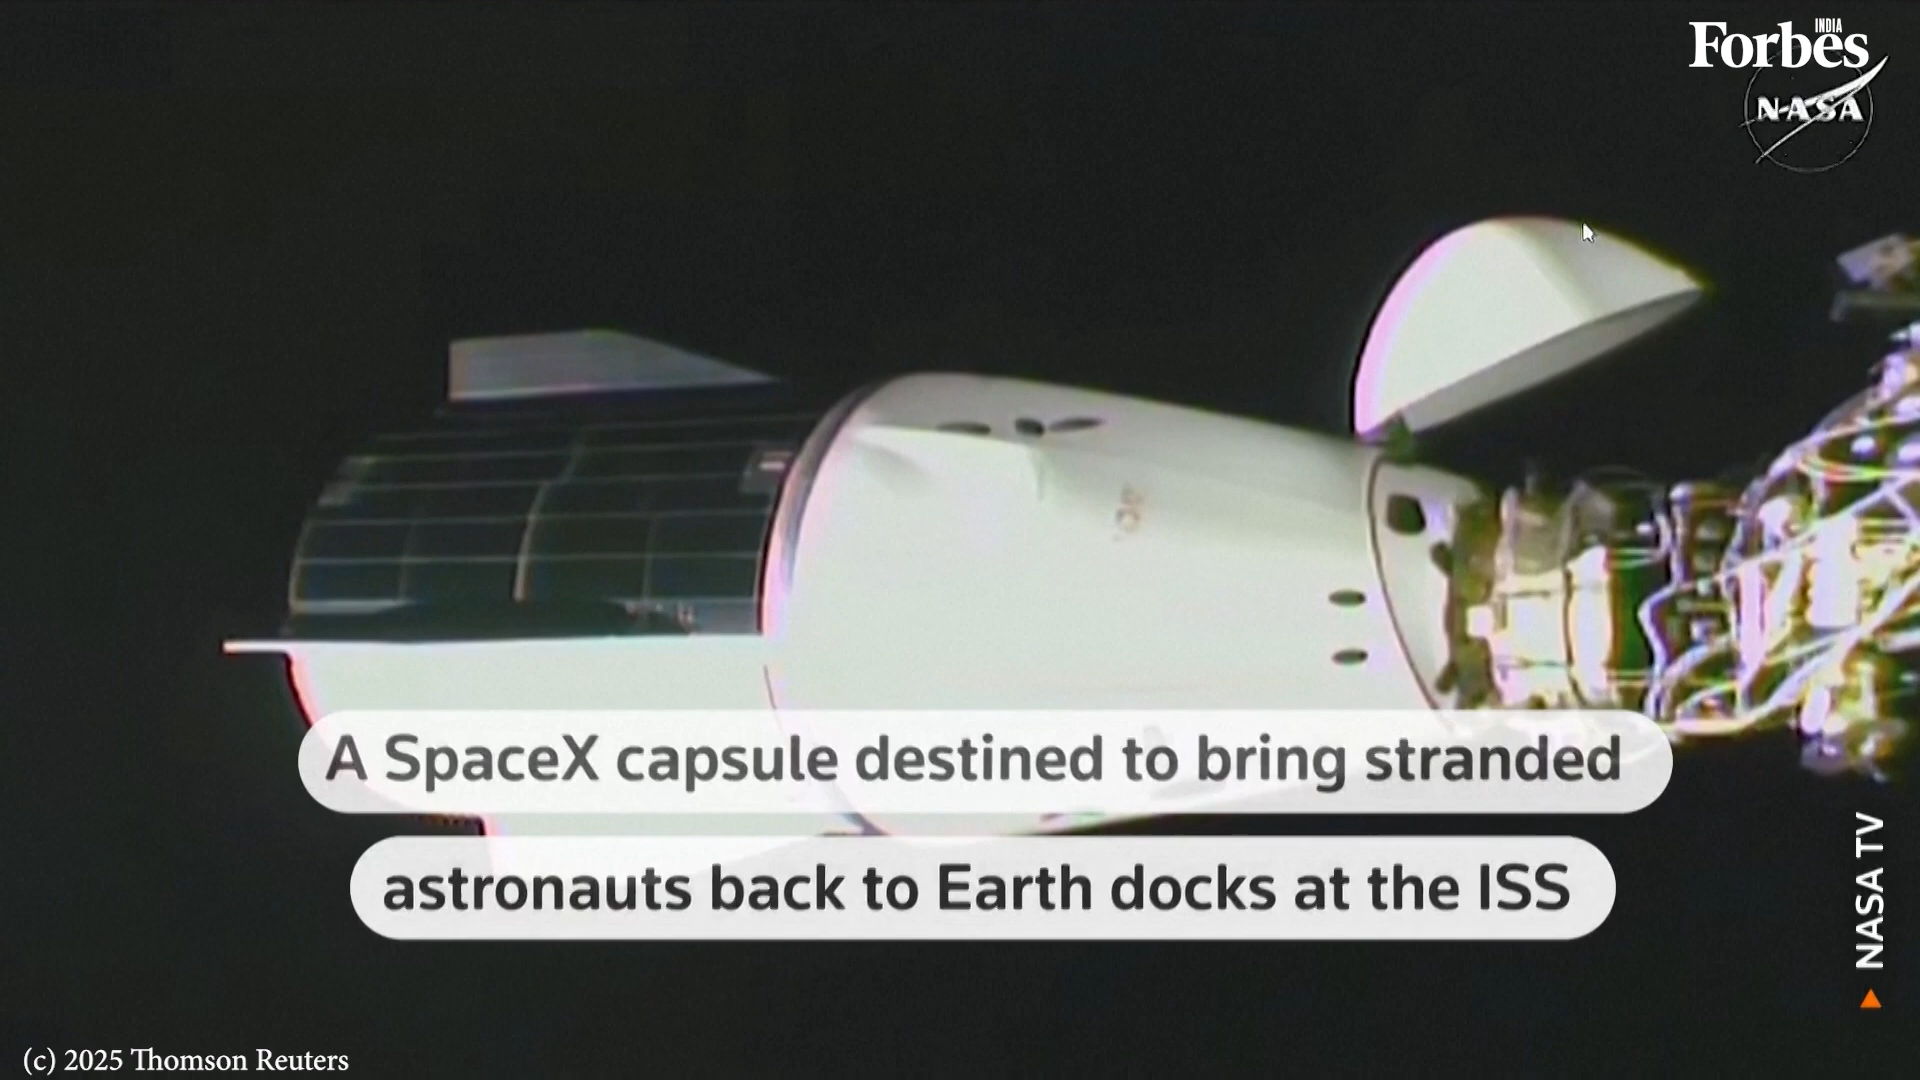 Forbes
INDIA
NASA
A SpaceX capsule destined to bring stranded
astronauts back to Earth docks at the ISS
NASA TV
(c) 2025 Thomson Reuters